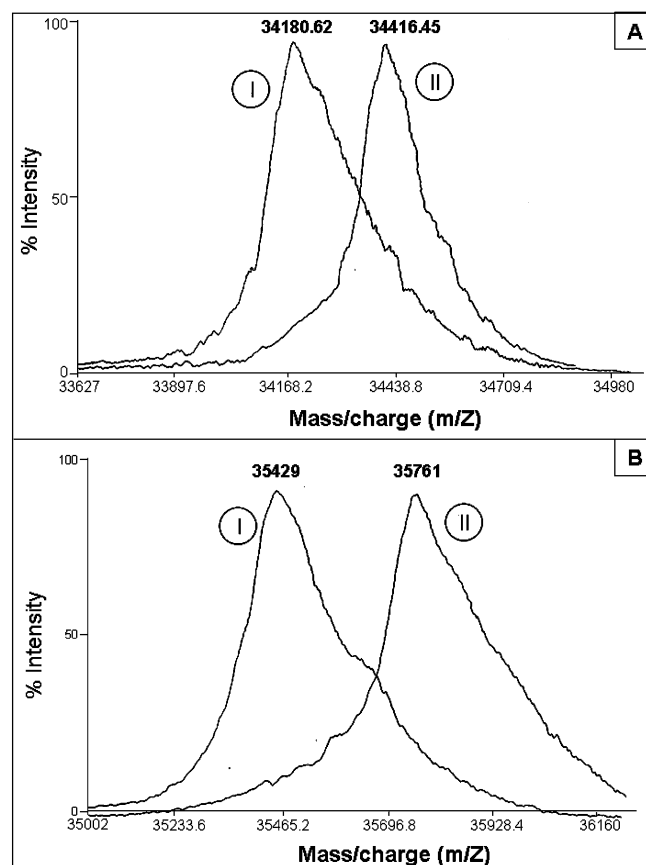 100
34180.62 34416.45
A
I
II
% Intensity
50
0
33627 33897.6 34168.2 34438.8 34709.4 34980
Mass/charge (m/Z)
B
100
35429 35761
I
II
% Intensity
50
0
35002 35233.6 35465.2 35696.8 35928.4 36160
Mass/charge (m/Z)